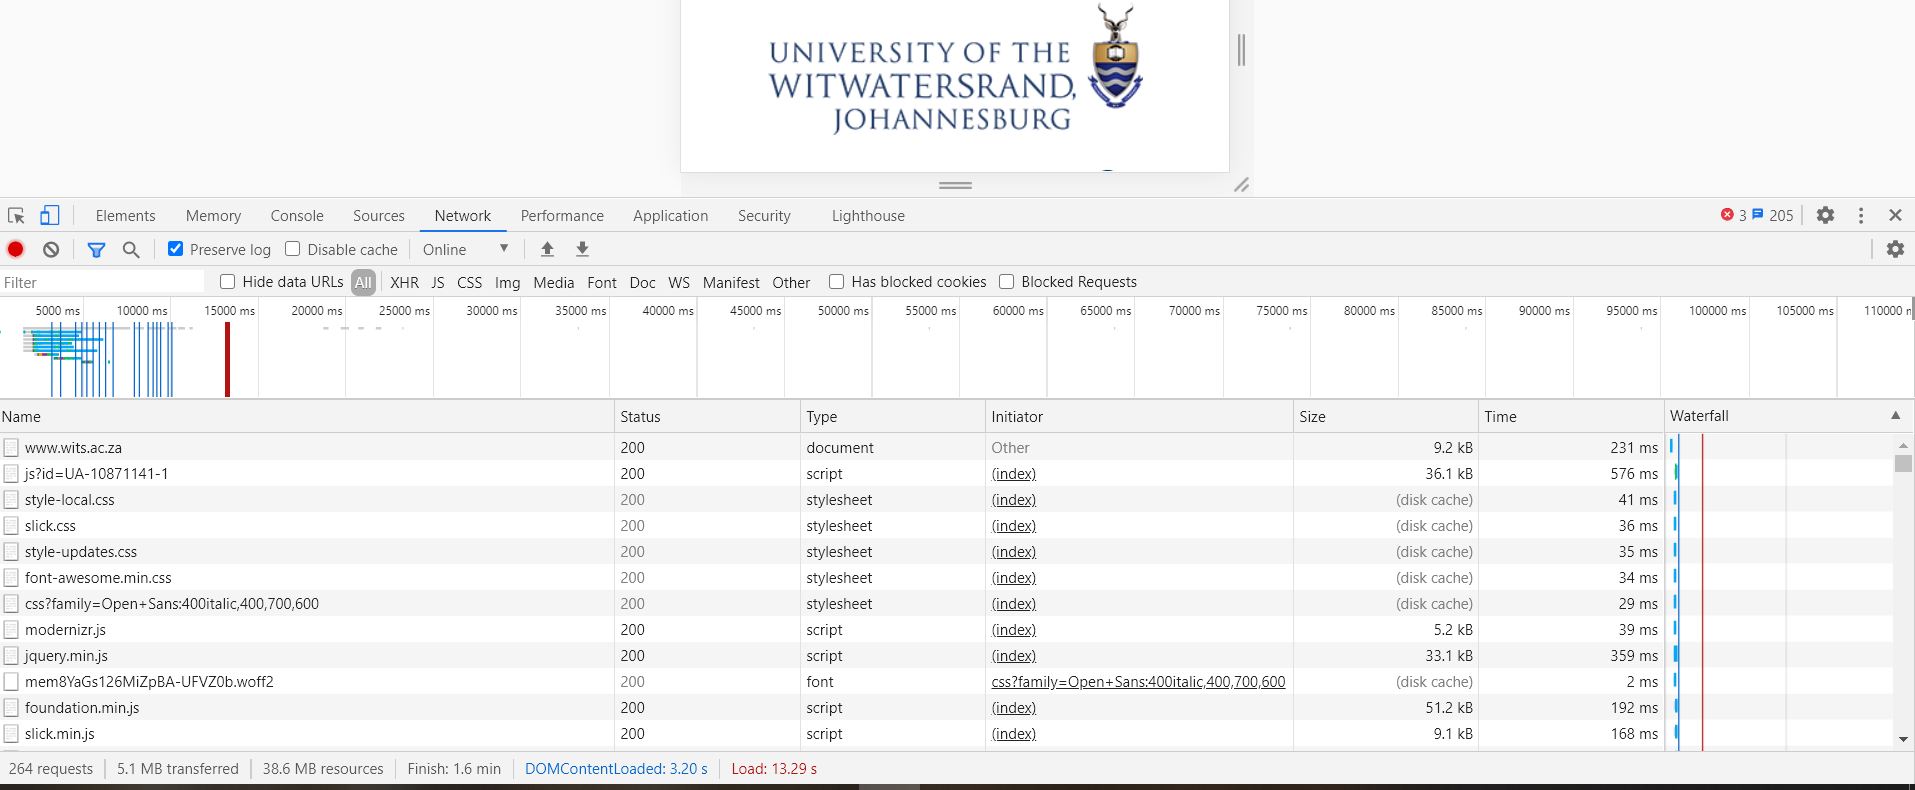 UNIVERSITY OF THE
WITWATERSRAND,
JOHANNESBURG
Elements Memory Console Sources Network Performance Application Security Lighthouse 3 205
Preserve log Disable cache Online
Filter Hide data URLs All XHR JS CSS Img Media Font Doc WS Manifest Other Has blocked cookies Blocked Requests
5000 ms 10000 ms 15000 ms 20000 ms 25000 ms 30000 ms 35000 ms 40000 ms 45000 ms 50000 ms 55000 ms 60000 ms 65000 ms 70000 ms 75000 ms 80000 ms 85000 ms 90000 ms 95000 ms 100000 ms 105000 ms 110000 n
Name Status Type Initiator Size Time Waterfall
www.wits.ac.za 200 document Other 9.2 kB 231 ms
js?id=UA-10871141-1 200 script (index) 36.1 kB 576 ms
style-local.css 200 stylesheet (index) (disk cache) 41 ms
slick.css 200 stylesheet (index) (disk cache) 36 ms
style-updates.css 200 stylesheet (index) (disk cache) 35 ms
font-awesome.min.css 200 stylesheet (index) (disk cache) 34 ms
css?family=Open+Sans:400italic,400,700,600 200 stylesheet (index) (disk cache) 29 ms
modernizr.js 200 script (index) 5.2 kB 39 ms
jquery.min.js 200 script (index) 33.1 kB 359 ms
mem8YaGs126MiZpBA-UFVZ0b.woff2 200 font css?family=Open+Sans:400italic,400,700,600 (disk cache) 2 ms
foundation.min.js 200 script (index) 51.2 kB 192 ms
slick.min.js 200 script (index) 9.1 kB 168 ms
264 requests 5.1 MB transferred 38.6 MB resources Finish: 1.6 min DOMContentLoaded: 3.20 s Load: 13.29 s